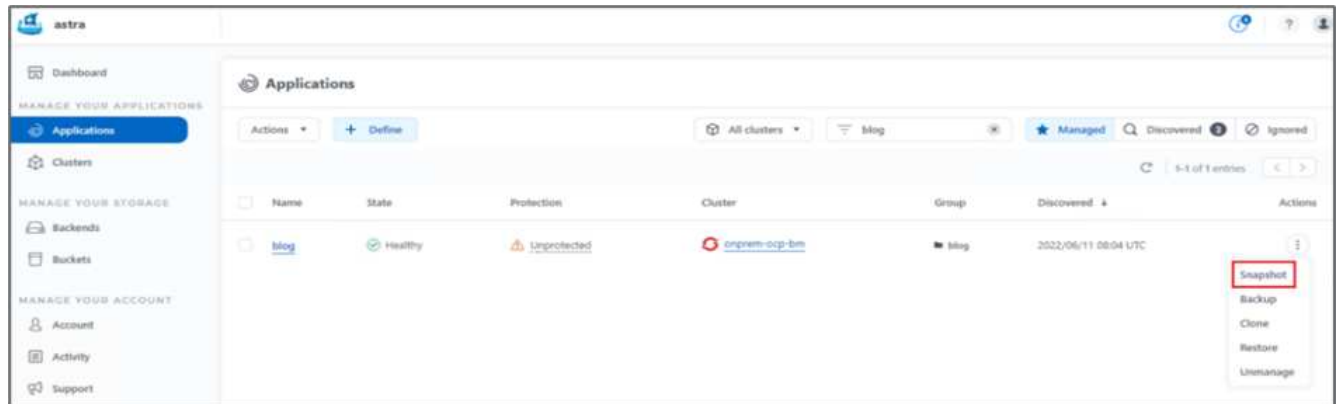 astra
?
Dashboard
MANAGE YOUR APPLICATIONS
Applications
Clusters
MANAGE YOUR STORAGE
Backends
Buckets
MANAGE YOUR ACCOUNT
Account
Activity
Support
Applications
Actions
+ Define
All clusters
blog
Managed
Discovered 3
Ignored
1-1 of 1 entries
Name State Protection Cluster Group Discovered Actions
blog Healthy Unprotected onprem-ocp-bm blog 2022/06/11 08:04 UTC
Snapshot
Backup
Clone
Restore
Unmanage